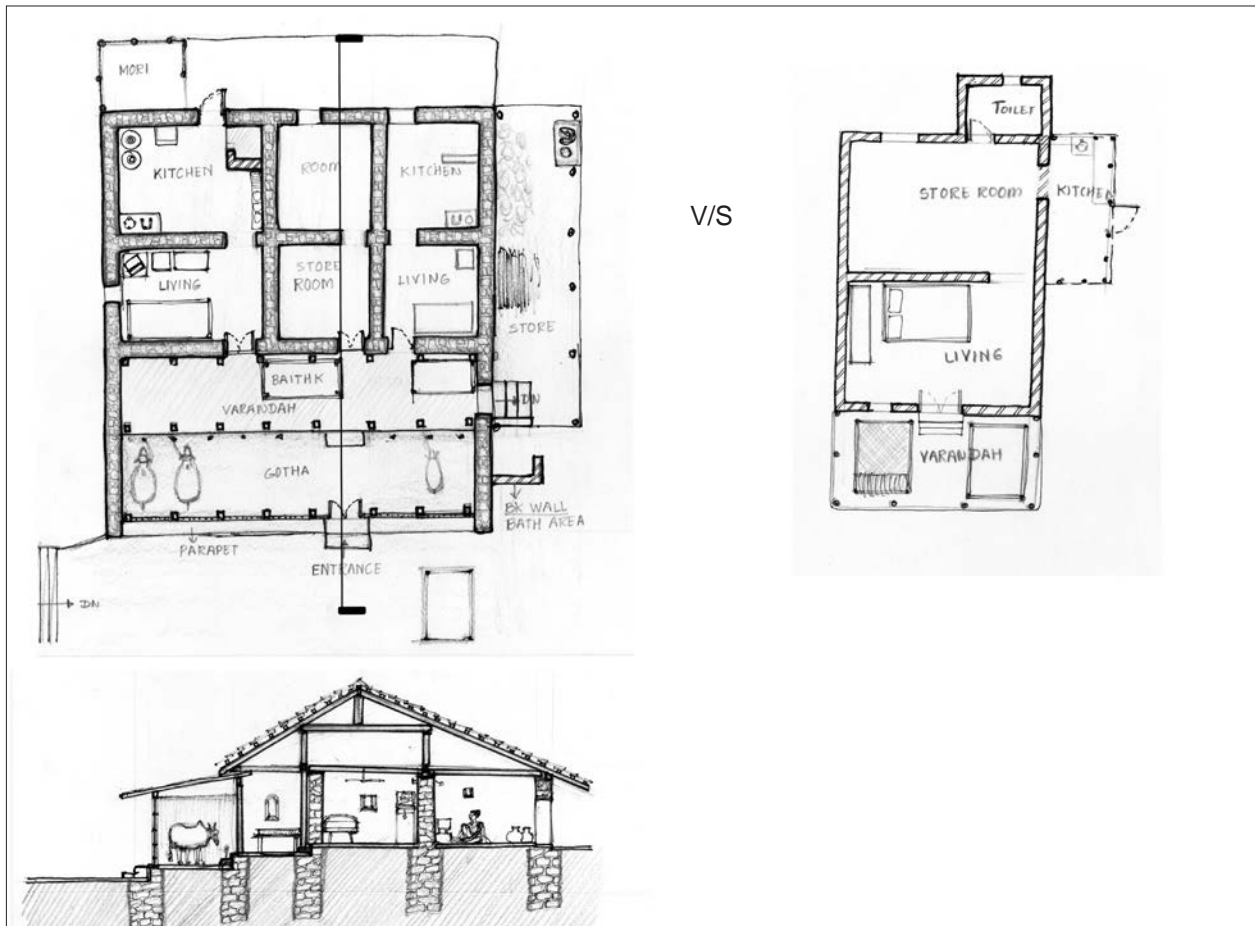 MORI
KITCHEN
ROOM
KITCHEN
LIVING
STORE
ROOM
LIVING
STORE
BAITHK
VARANDAH
DN
GOTHA
BK WALL
BATH AREA
PARAPET
ENTRANCE
DN
V/S
TOILET
STORE ROOM
KITCHEN
LIVING
VARANDAH